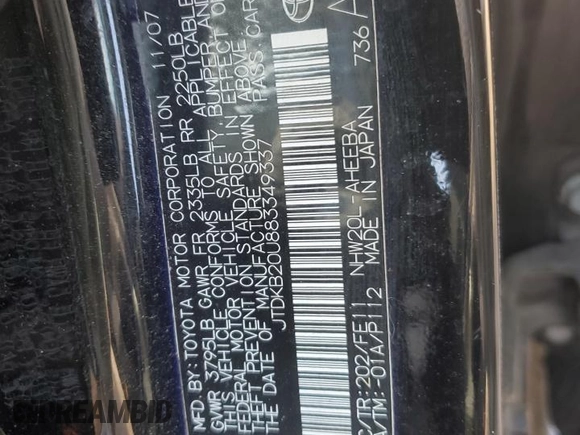 MFD. BY: TOYOTA MOTOR CORPORATION 11/07
GVWR 3795LB GAWR FR 2335LB RR 2250LB
THIS VEHICLE CONFORMS TO ALL APPLICABLE
FEDERAL MOTOR VEHICLE SAFETY, BUMPER AND
THEFT PREVENTION STANDARDS IN EFFECT ON
THE DATE OF MANUFACTURE SHOWN ABOVE.
JTDKB20U883349337 PASS. CAR
C/TR: 202/FE11 NHW20L-AHEEBA 736
A/TM: -01A/P112 MADE IN JAPAN